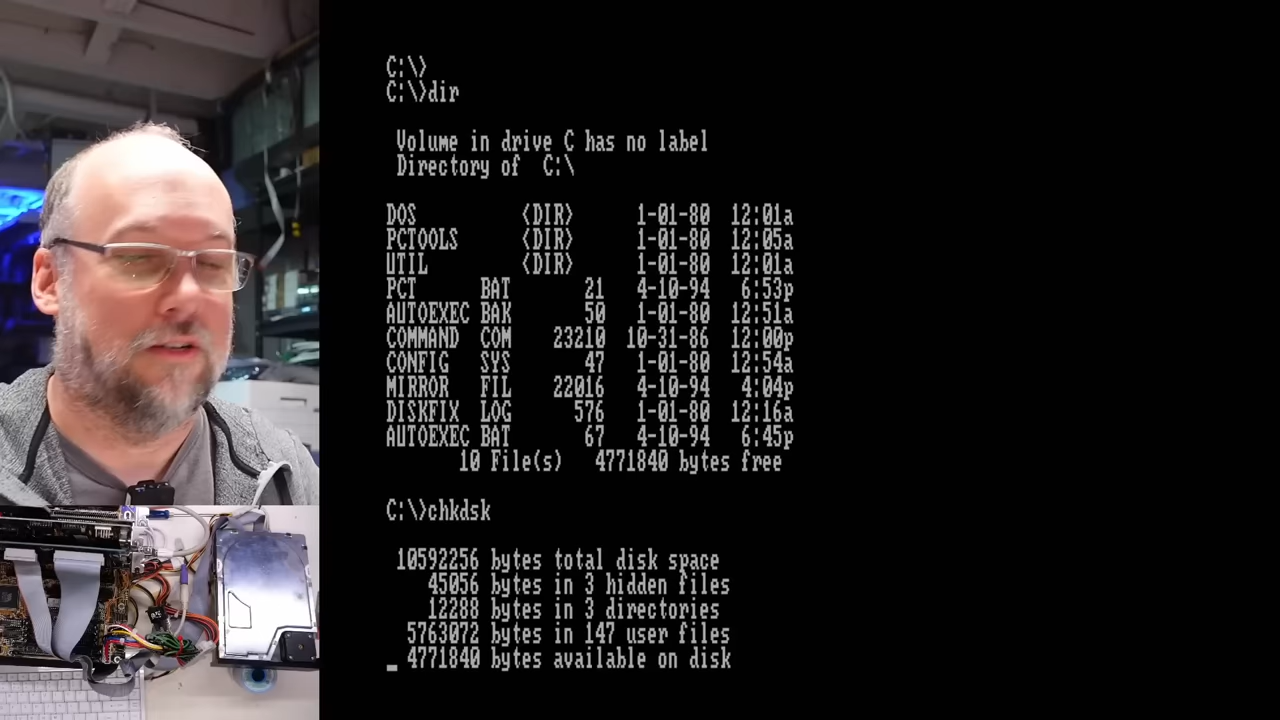 C:\>
C:\>dir
Volume in drive C has no label
Directory of  C:\
DOS          <DIR>      1-01-80  12:01a
PCTOOLS      <DIR>      1-01-80  12:05a
UTIL         <DIR>      1-01-80  12:01a
PCT      BAT       21   4-10-94   6:53p
AUTOEXEC BAK       50   1-01-80  12:51a
COMMAND  COM    23210  10-31-86  12:00p
CONFIG   SYS       47   1-01-80  12:54a
MIRROR   FIL    22016   4-10-94   4:04p
DISKFIX  LOG      576   1-01-80  12:16a
AUTOEXEC BAT       67   4-10-94   6:45p
10 File(s)   4771840 bytes free
C:\>chkdsk
10592256 bytes total disk space
45056 bytes in 3 hidden files
12288 bytes in 3 directories
5763072 bytes in 147 user files
4771840 bytes available on disk